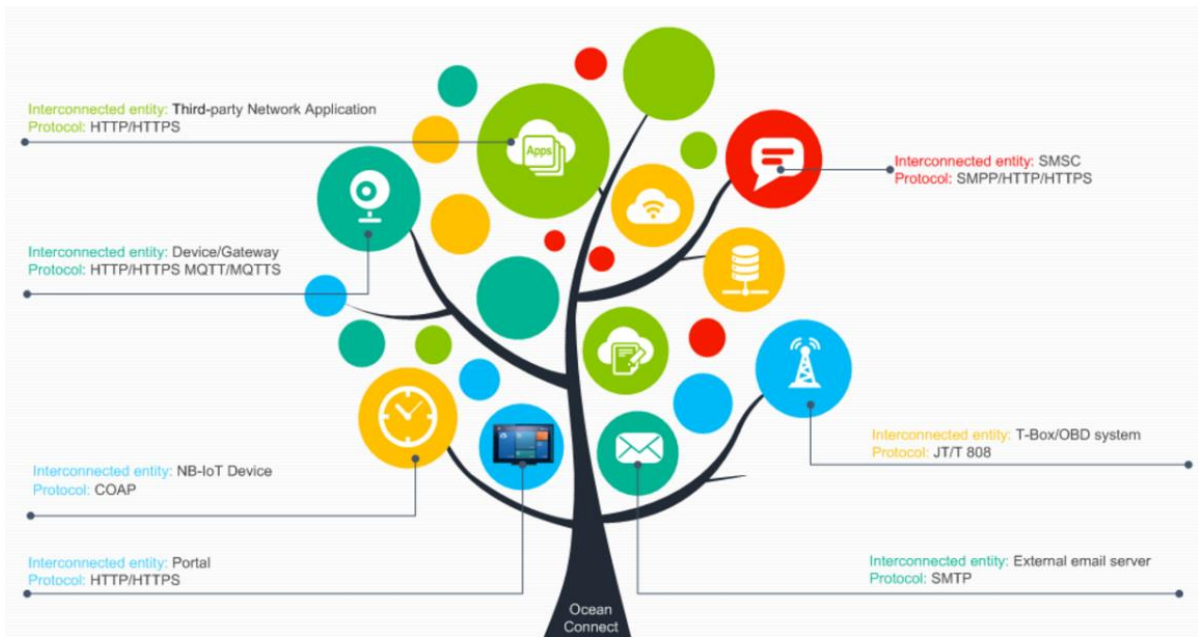 Interconnected entity: Third-party Network Application
Protocol: HTTP/HTTPS
Apps
Interconnected entity: SMSC
Protocol: SMPP/HTTP/HTTPS
Interconnected entity: Device/Gateway
Protocol: HTTP/HTTPS MQTT/MQTTS
Interconnected entity: T-Box/OBD system
Protocol: JT/T 808
Interconnected entity: NB-IoT Device
Protocol: COAP
Interconnected entity: Portal
Protocol: HTTP/HTTPS
Interconnected entity: External email server
Protocol: SMTP
Ocean
Connect